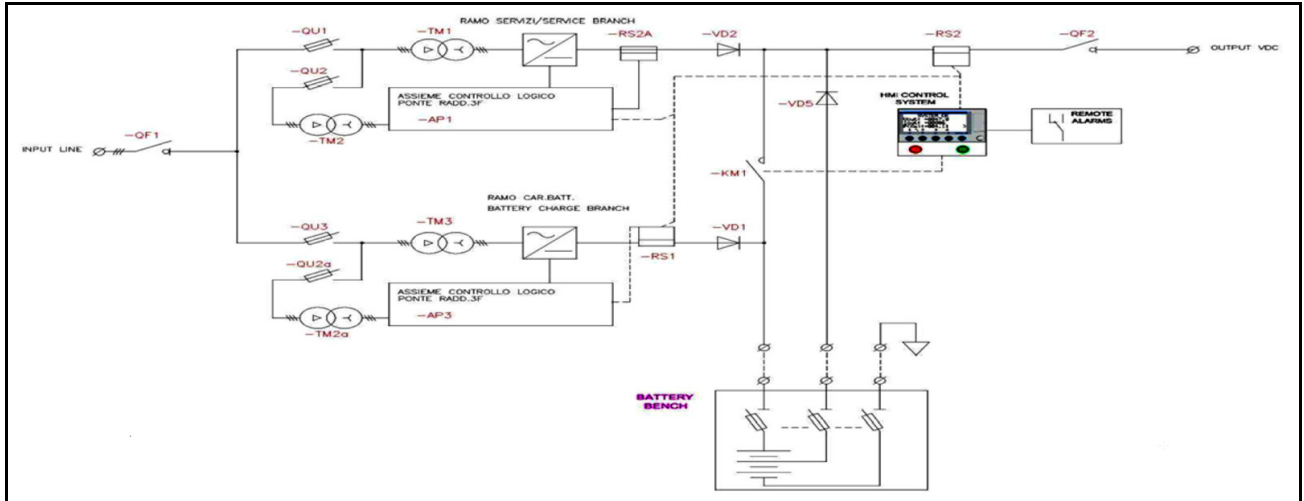 RAMO SERVIZI/SERVICE BRANCH
-QU1
-TM1
-RS2A
-VD2
-RS2
-QF2
OUTPUT VDC
-QU2
ASSIEME CONTROLLO LOGICO
PONTE RADD.3F
-AP1
-TM2
-VD5
HMI CONTROL
SYSTEM
REMOTE
ALARMS
-QF1
INPUT LINE
-KM1
RAMO CAR.BATT.
BATTERY CHARGE BRANCH
-QU3
-TM3
-VD1
-RS1
-QU2a
ASSIEME CONTROLLO LOGICO
PONTE RADD.3F
-AP3
-TM2a
BATTERY
BENCH